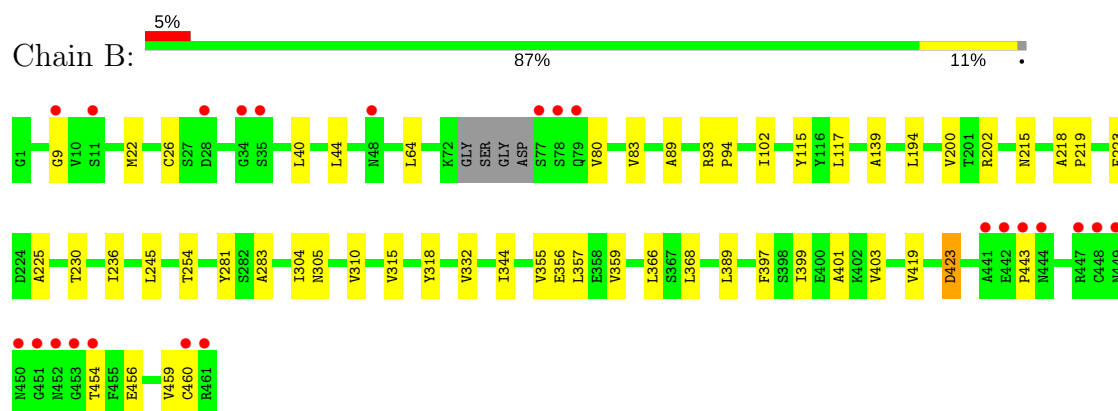 5%
Chain B:
87% 11% •
G1 G9 V10 S11 M22 C26 S27 D28 G34 S35 L40 L44 N48 L64 K72 GLY SER GLY ASP S77 S78 Q79 V80 V83 A89 R93 P94 I102 Y115 Y116 L117 A139 L194 V200 T201 R202 N215 A218 P219
D224 A225 T230 I236 L245 T254 Y281 S282 A283 I304 N305 V310 V315 Y318 V332 I344 V355 E356 L357 E358 V359 L366 S367 L368 L389 F397 S398 I399 E400 A401 K402 V403 V419 D423 A441 E442 P443 N444 R447 C448 N449
N450 G451 N452 G453 T454 F455 E456 V459 C460 R461